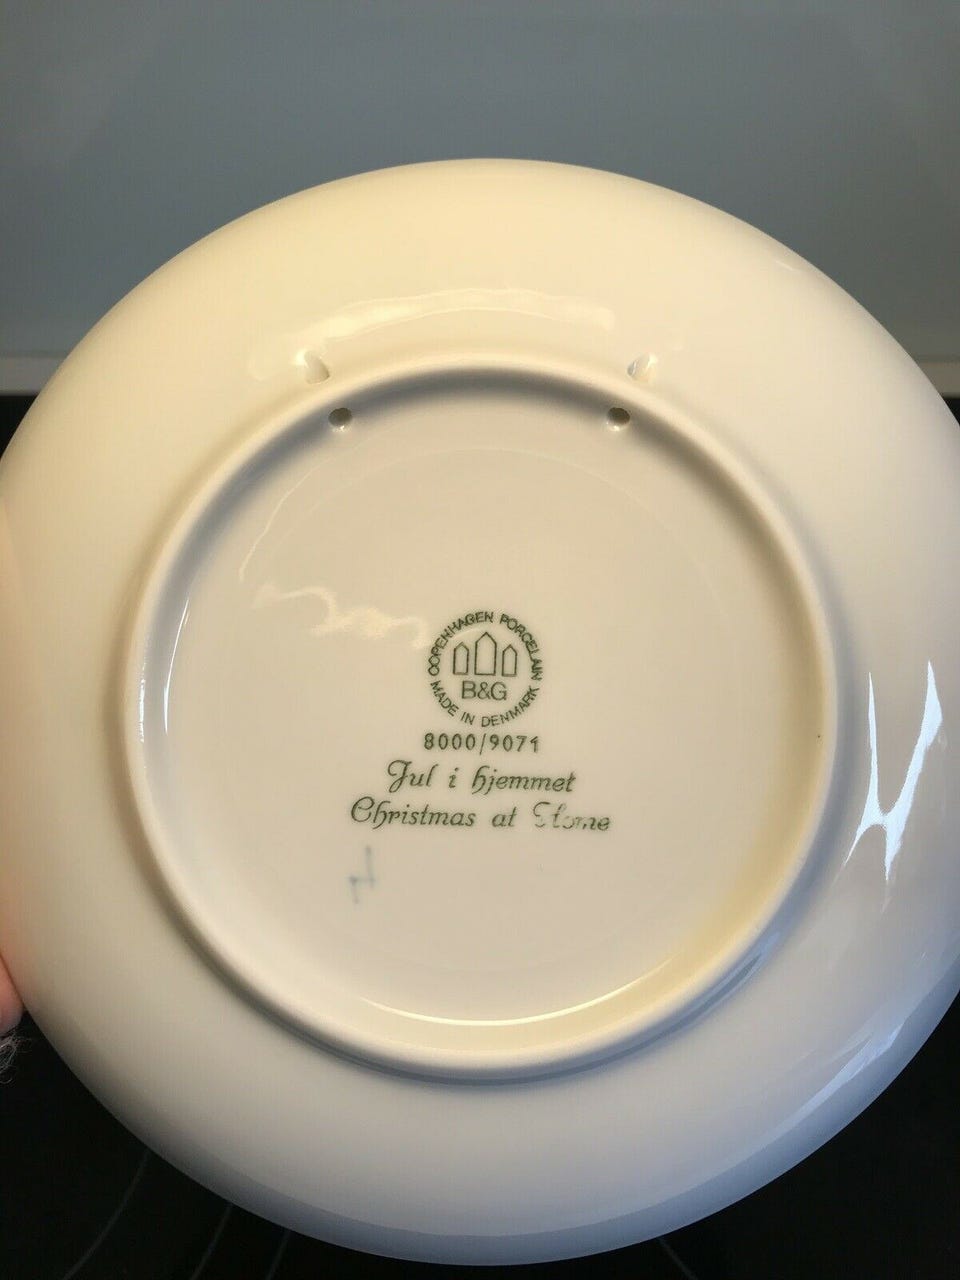 COPENHAGEN PORCELAIN
B&G
MADE IN DENMARK
8000/9071
Jul i hjemmet
Christmas at Home